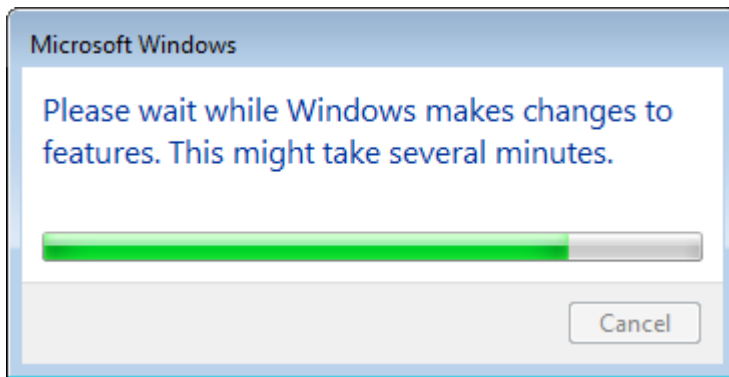 Microsoft Windows
Please wait while Windows makes changes to
features. This might take several minutes.
Cancel